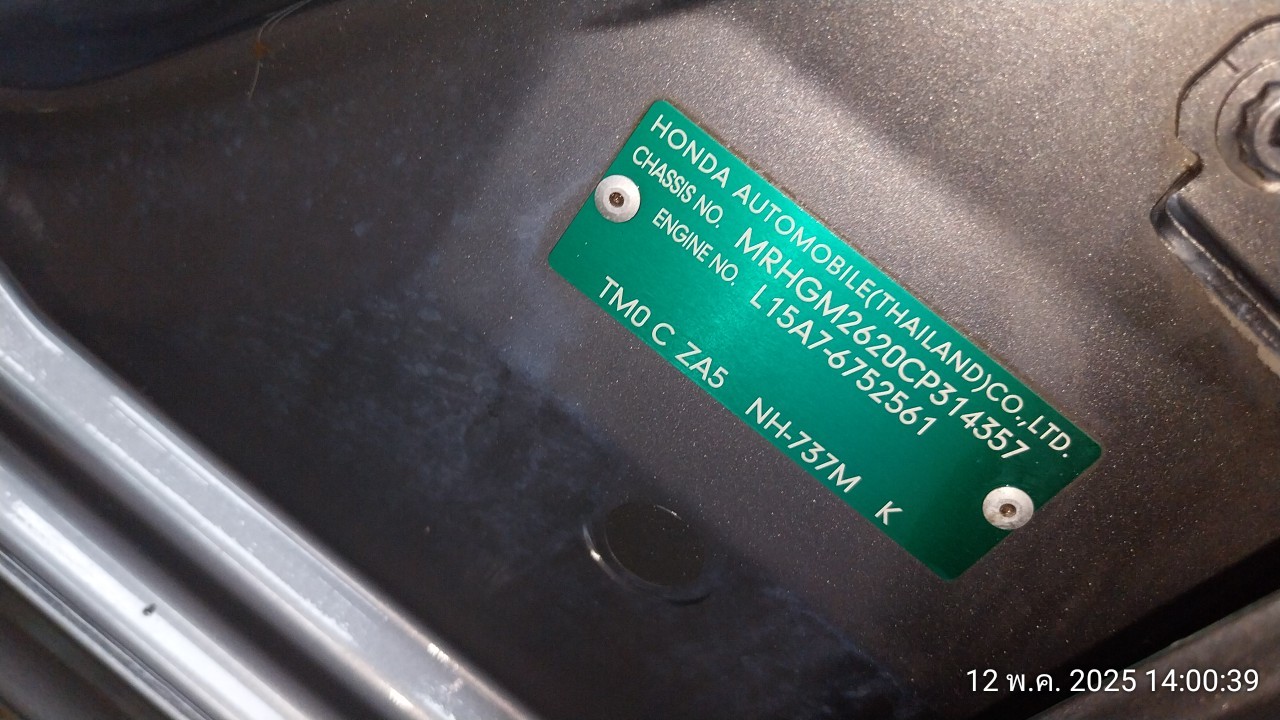 HONDA AUTOMOBILE(THAILAND)CO.,LTD.
CHASSIS NO. MRHGM2620CP314357
ENGINE NO. L15A7-6752561
TM0 C ZA5 NH-737M K
12 พ.ค. 2025 14:00:39